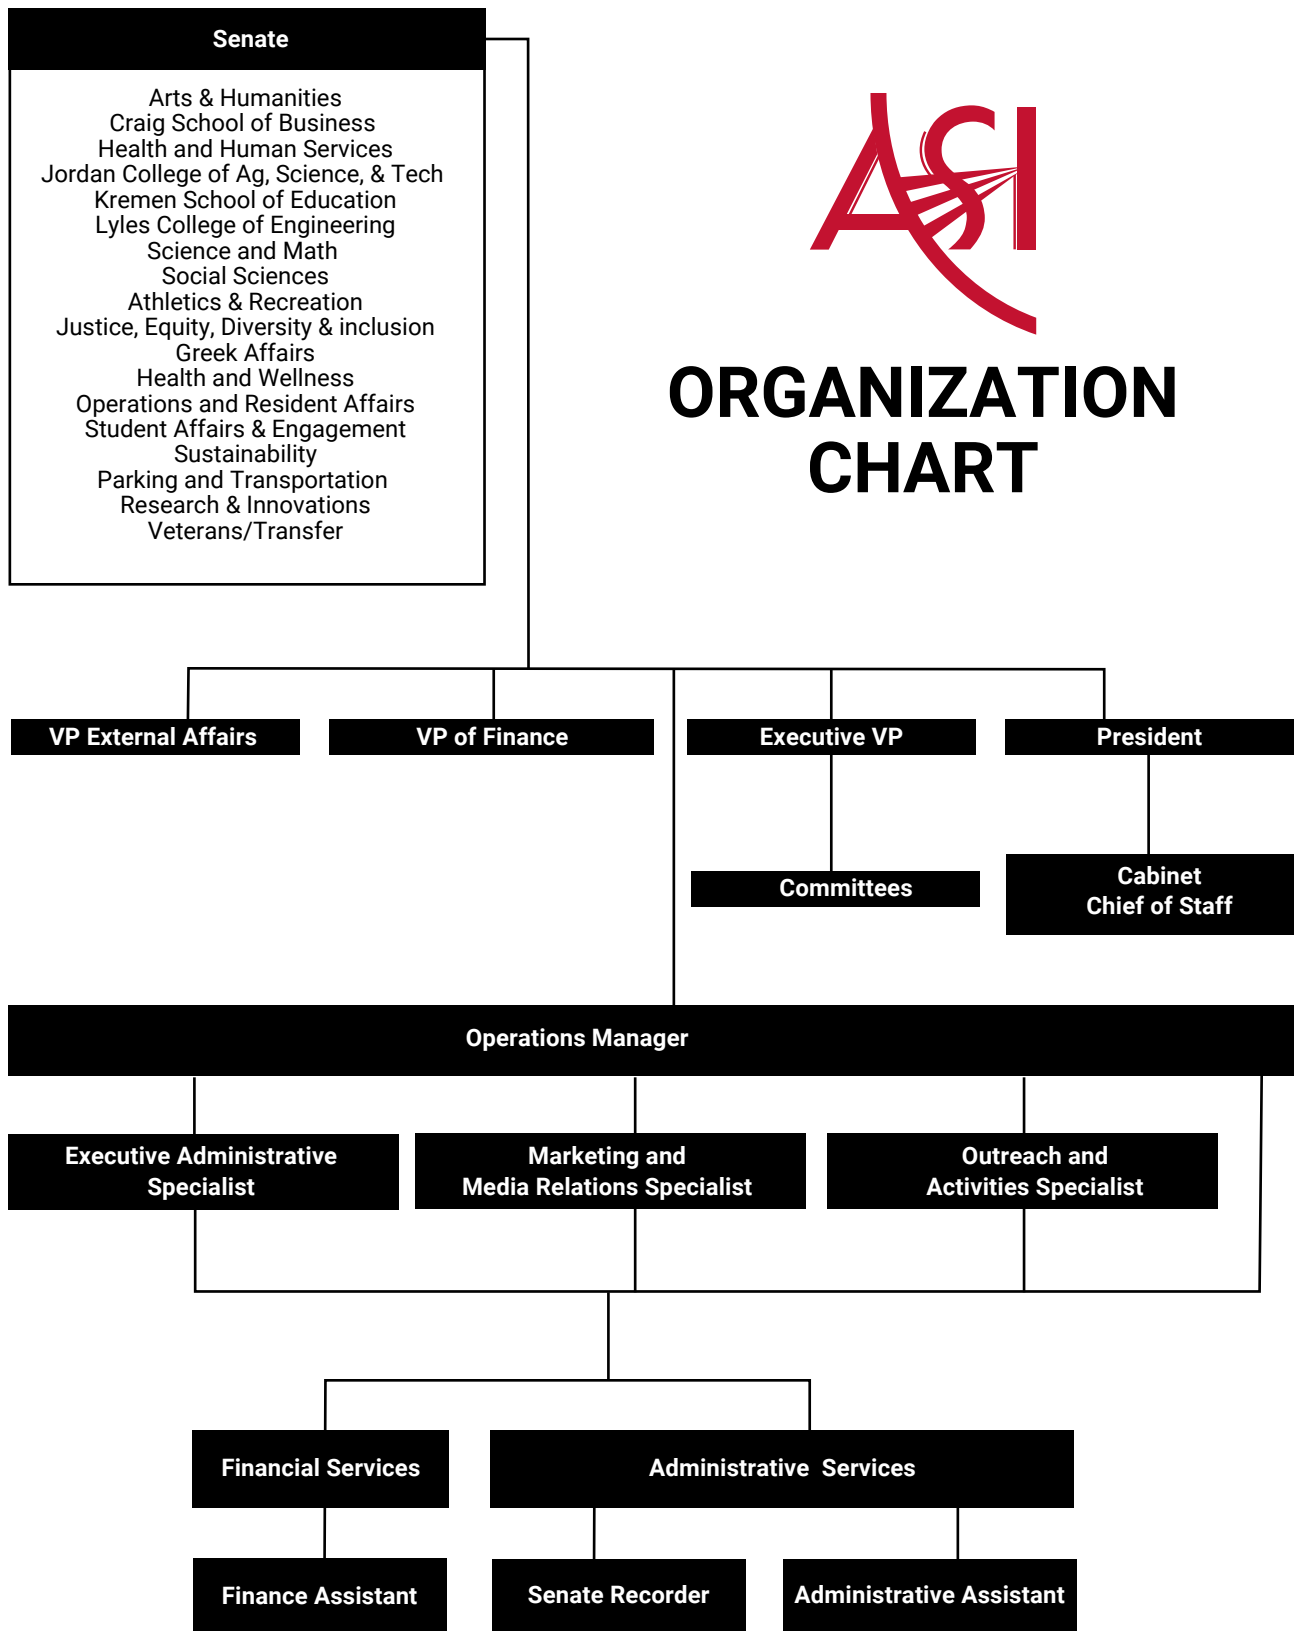 Senate
Arts & Humanities
Craig School of Business
Health and Human Services
Jordan College of Ag, Science, & Tech
Kremen School of Education
Lyles College of Engineering
Science and Math
Social Sciences
Athletics & Recreation
Justice, Equity, Diversity & inclusion
Greek Affairs
Health and Wellness
Operations and Resident Affairs
Student Affairs & Engagement
Sustainability
Parking and Transportation
Research & Innovations
Veterans/Transfer
ASI
ORGANIZATION
CHART
VP External Affairs
VP of Finance
Executive VP
President
Committees
Cabinet
Chief of Staff
Operations Manager
Executive Administrative
Specialist
Marketing and
Media Relations Specialist
Outreach and
Activities Specialist
Financial Services
Administrative  Services
Finance Assistant
Senate Recorder
Administrative Assistant